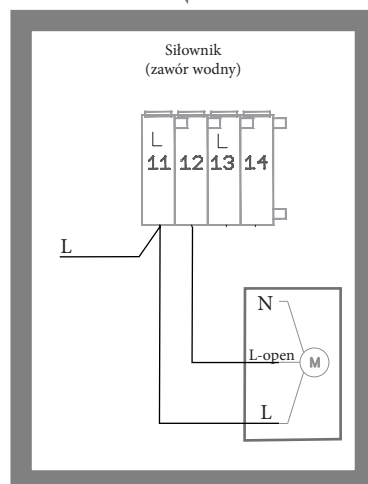 Siłownik
(zawór wodny)
L L
11 12 13 14
L
N
L-open
M
L